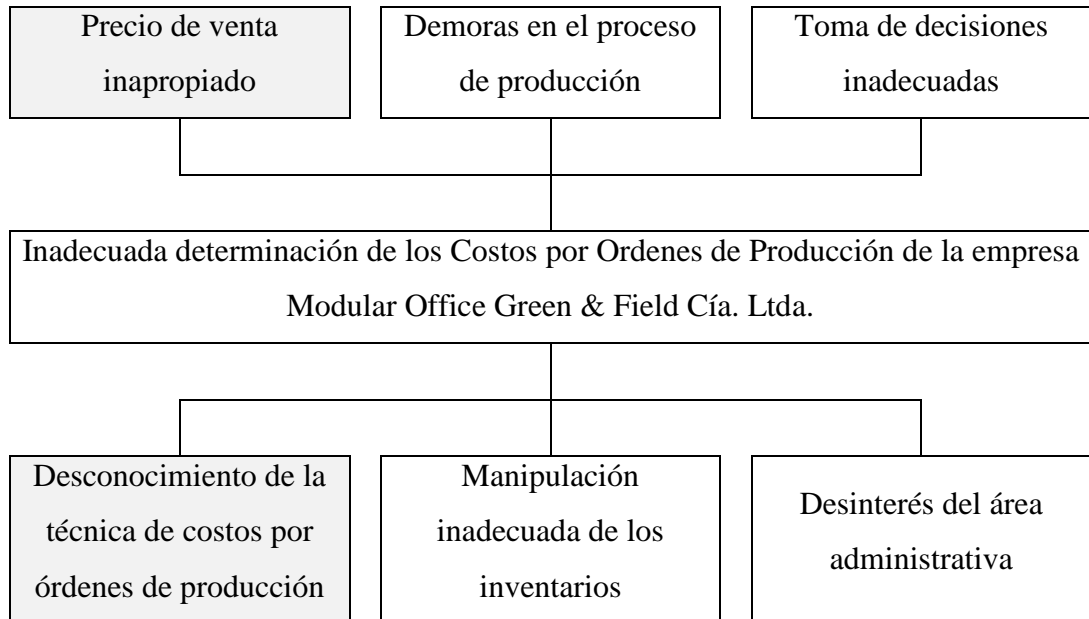 Precio de venta
inapropiado
Demoras en el proceso
de producción
Toma de decisiones
inadecuadas
Inadecuada determinación de los Costos por Ordenes de Producción de la empresa
Modular Office Green & Field Cía. Ltda.
Desconocimiento de la
técnica de costos por
órdenes de producción
Manipulación
inadecuada de los
inventarios
Desinterés del área
administrativa